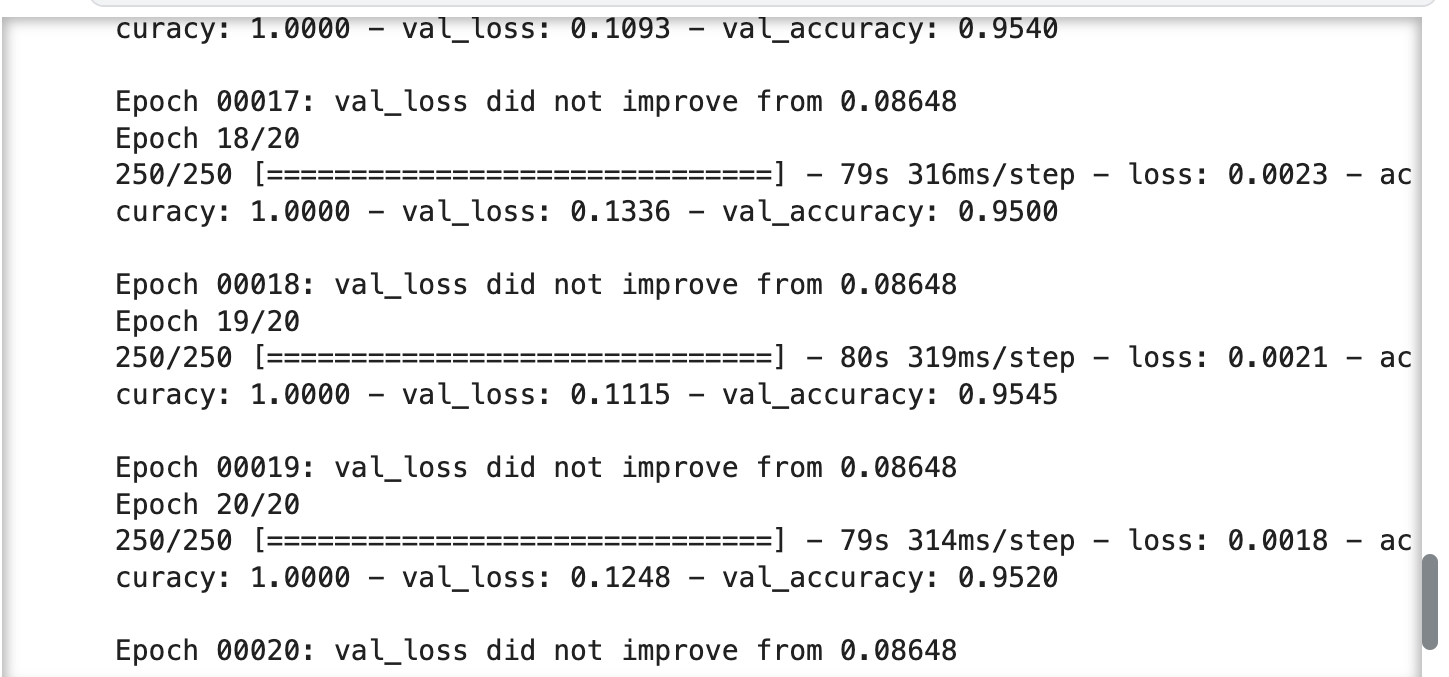 curacy: 1.0000 – val_loss: 0.1093 – val_accuracy: 0.9540
Epoch 00017: val_loss did not improve from 0.08648
Epoch 18/20
250/250 [==============================] – 79s 316ms/step – loss: 0.0023 – ac
curacy: 1.0000 – val_loss: 0.1336 – val_accuracy: 0.9500
Epoch 00018: val_loss did not improve from 0.08648
Epoch 19/20
250/250 [==============================] – 80s 319ms/step – loss: 0.0021 – ac
curacy: 1.0000 – val_loss: 0.1115 – val_accuracy: 0.9545
Epoch 00019: val_loss did not improve from 0.08648
Epoch 20/20
250/250 [==============================] – 79s 314ms/step – loss: 0.0018 – ac
curacy: 1.0000 – val_loss: 0.1248 – val_accuracy: 0.9520
Epoch 00020: val_loss did not improve from 0.08648